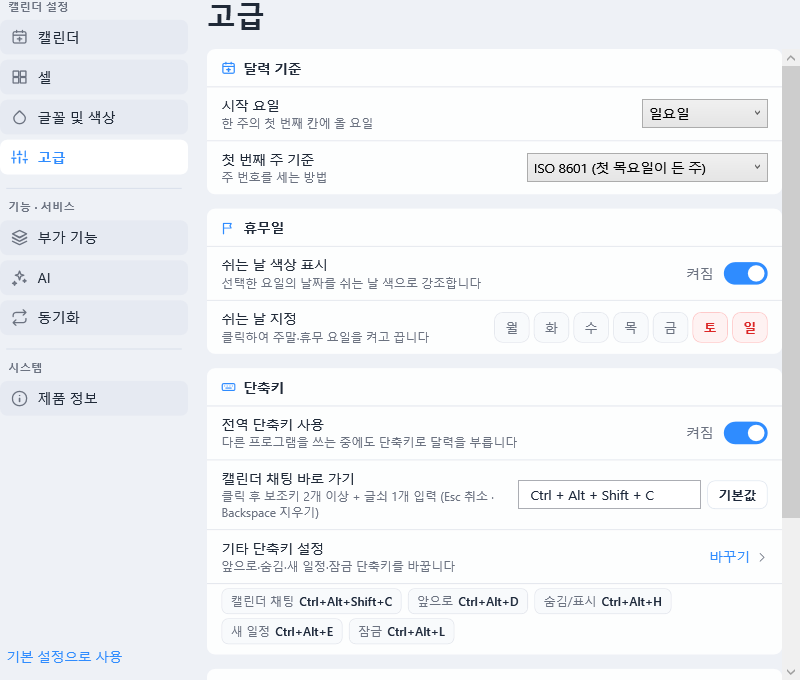 캘린더 설정
캘린더
셀
글꼴 및 색상
고급
기능 · 서비스
부가 기능
AI
동기화
시스템
제품 정보
기본 설정으로 사용
고급
달력 기준
시작 요일
한 주의 첫 번째 칸에 올 요일
일요일
첫 번째 주 기준
주 번호를 세는 방법
ISO 8601 (첫 목요일이 든 주)
휴무일
쉬는 날 색상 표시
선택한 요일의 날짜를 쉬는 날 색으로 강조합니다
켜짐
쉬는 날 지정
클릭하여 주말·휴무 요일을 켜고 끕니다
월 화 수 목 금 토 일
단축키
전역 단축키 사용
다른 프로그램을 쓰는 중에도 단축키로 달력을 부릅니다
켜짐
캘린더 채팅 바로 가기
클릭 후 보조키 2개 이상 + 글쇠 1개 입력 (Esc 취소 ·
Backspace 지우기)
Ctrl + Alt + Shift + C
기본값
기타 단축키 설정
앞으로·숨김·새 일정·잠금 단축키를 바꿉니다
바꾸기
캘린더 채팅 Ctrl+Alt+Shift+C 앞으로 Ctrl+Alt+D 숨김/표시 Ctrl+Alt+H
새 일정 Ctrl+Alt+E 잠금 Ctrl+Alt+L